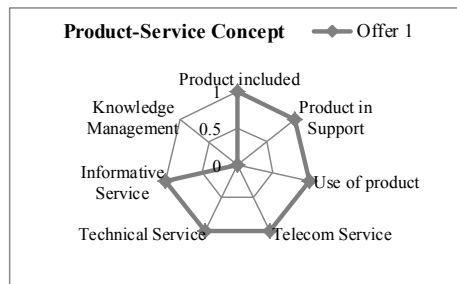 Product-Service Concept
Offer 1
Product included
1
Knowledge
Management
Product in
Support
0.5
Informative
Service
0
Use of product
Technical Service
Telecom Service